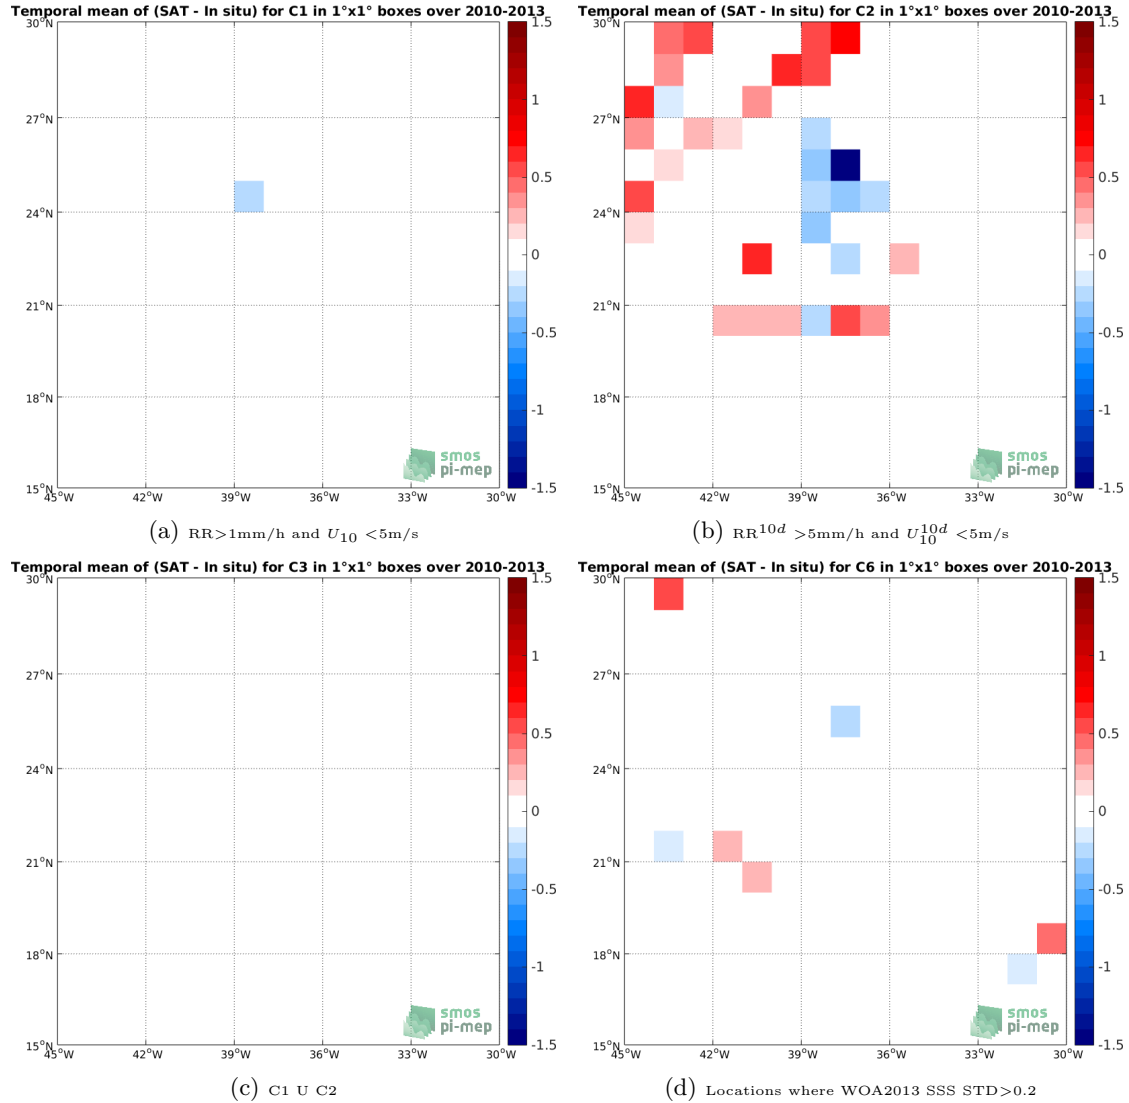 Temporal mean of (SAT - In situ) for C1 in 1°x1° boxes over 2010-2013
30°N
27°N
24°N
21°N
18°N
15°N
45°W 42°W 39°W 36°W 33°W 30°W
1.5
1
0.5
0
-0.5
-1
-1.5
smos
pi-mep
(a) RR>1mm/h and U10 <5m/s
Temporal mean of (SAT - In situ) for C2 in 1°x1° boxes over 2010-2013
30°N
27°N
24°N
21°N
18°N
15°N
45°W 42°W 39°W 36°W 33°W 30°W
1.5
1
0.5
0
-0.5
-1
-1.5
smos
pi-mep
(b) RR^10d >5mm/h and U10^10d <5m/s
Temporal mean of (SAT - In situ) for C3 in 1°x1° boxes over 2010-2013
30°N
27°N
24°N
21°N
18°N
15°N
45°W 42°W 39°W 36°W 33°W 30°W
1.5
1
0.5
0
-0.5
-1
-1.5
smos
pi-mep
(c) C1 U C2
Temporal mean of (SAT - In situ) for C6 in 1°x1° boxes over 2010-2013
30°N
27°N
24°N
21°N
18°N
15°N
45°W 42°W 39°W 36°W 33°W 30°W
1.5
1
0.5
0
-0.5
-1
-1.5
smos
pi-mep
(d) Locations where WOA2013 SSS STD>0.2